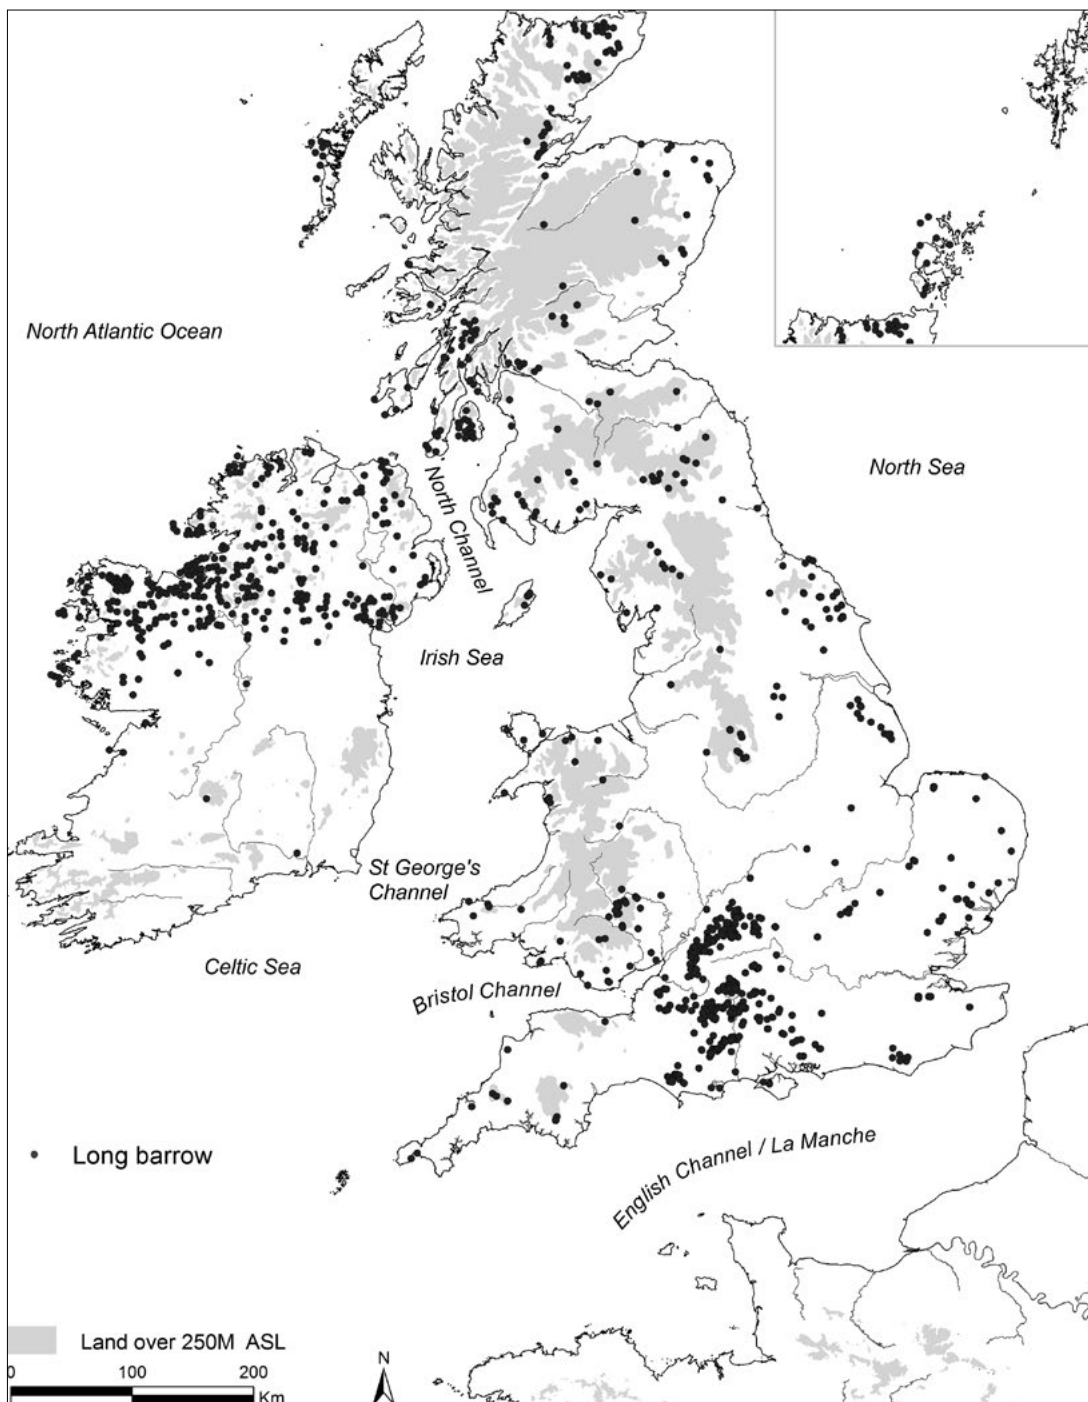 North Atlantic Ocean
North Sea
North Channel
Irish Sea
St George's
Channel
Celtic Sea
Bristol Channel
Long barrow
English Channel / La Manche
Land over 250M ASL
0 100 200
Km
N